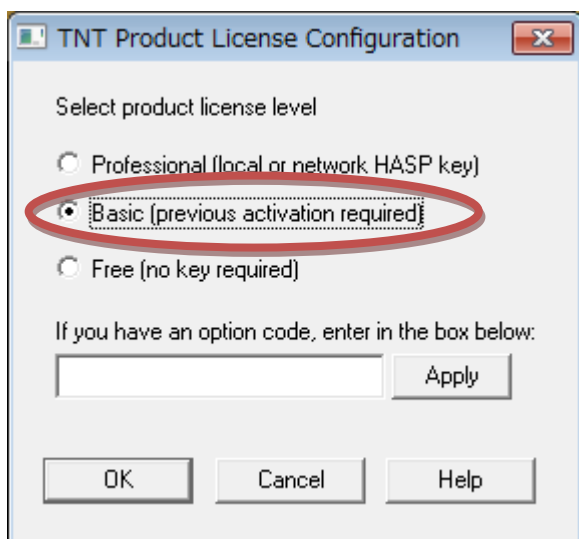 TNT Product License Configuration
Select product license level
Professional (local or network HASP key)
Basic (previous activation required)
Free (no key required)
If you have an option code, enter in the box below:
Apply
OK Cancel Help